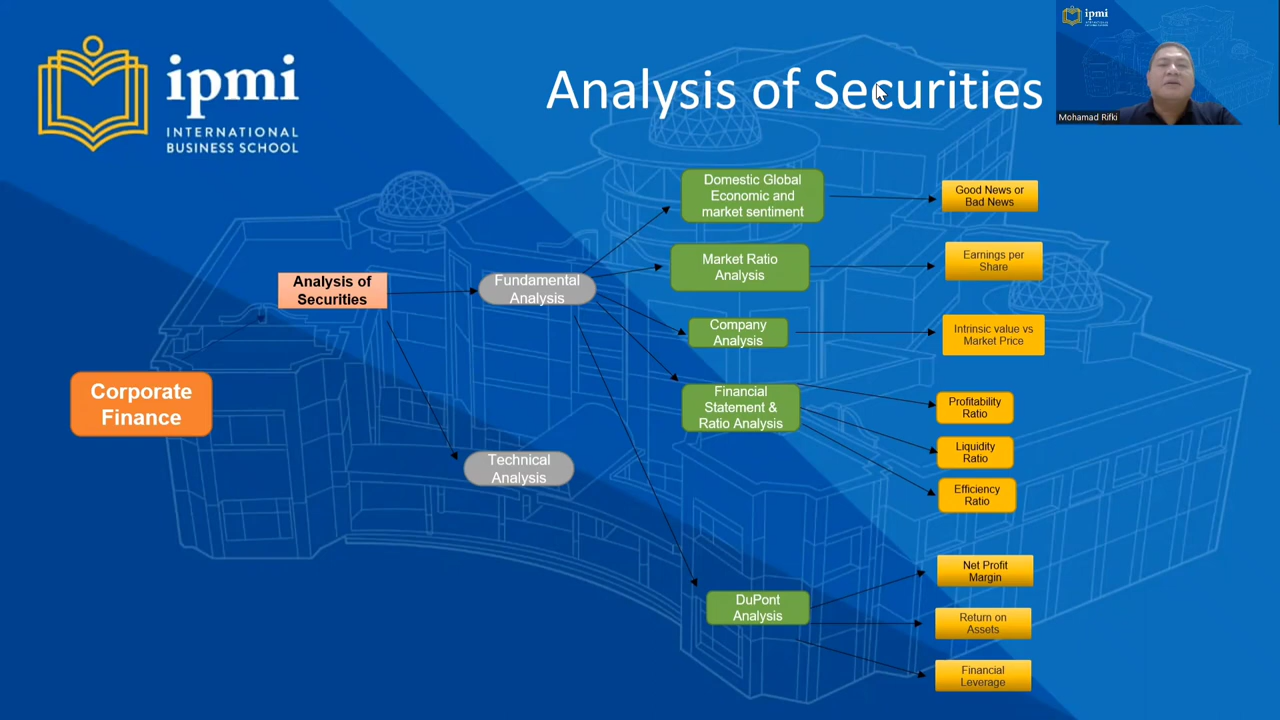 ipmi
INTERNATIONAL
BUSINESS SCHOOL
Analysis of Securities
ipmi
Mohamad Rifki
Corporate
Finance
Analysis of
Securities
Fundamental
Analysis
Technical
Analysis
Domestic Global
Economic and
market sentiment
Good News or
Bad News
Market Ratio
Analysis
Earnings per
Share
Company
Analysis
Intrinsic value vs
Market Price
Financial
Statement &
Ratio Analysis
Profitability
Ratio
Liquidity
Ratio
Efficiency
Ratio
DuPont
Analysis
Net Profit
Margin
Return on
Assets
Financial
Leverage